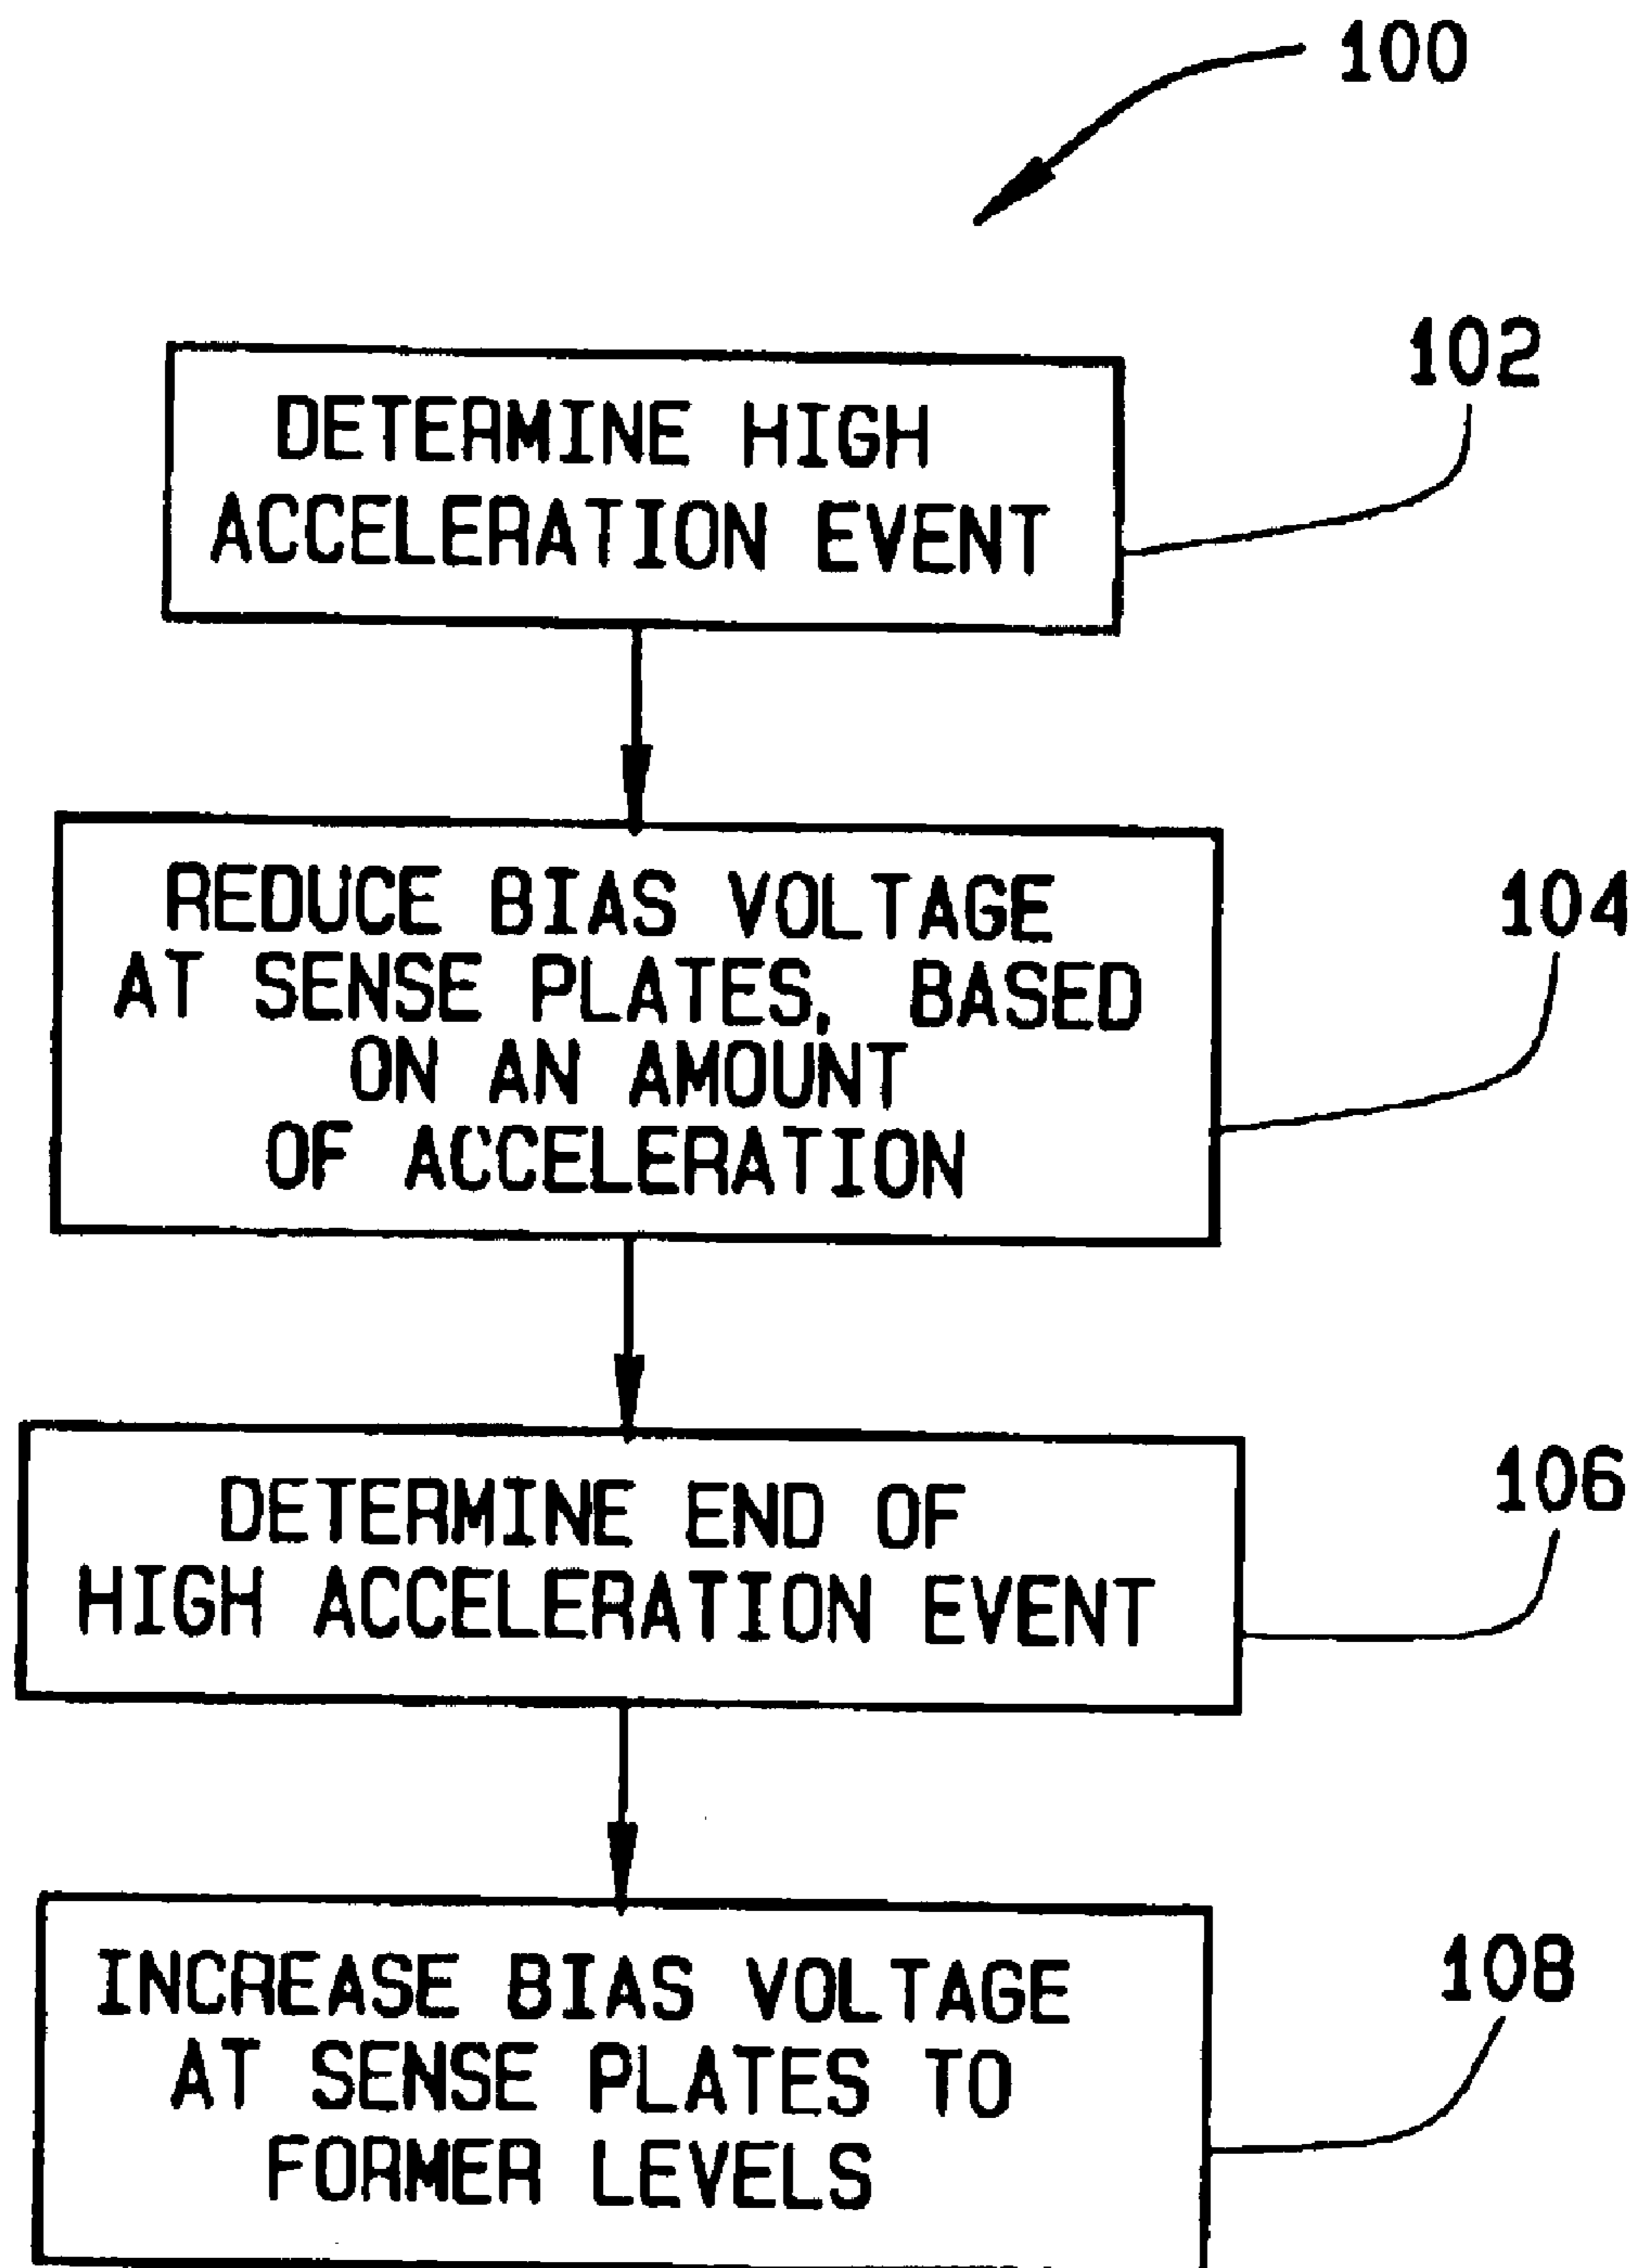 100
102
DETERMINE HIGH
ACCELERATION EVENT
104
REDUCE BIAS VOLTAGE
AT SENSE PLATES, BASED
ON AN AMOUNT
OF ACCELERATION
106
DETERMINE END OF
HIGH ACCELERATION EVENT
108
INCREASE BIAS VOLTAGE
AT SENSE PLATES TO
FORMER LEVELS